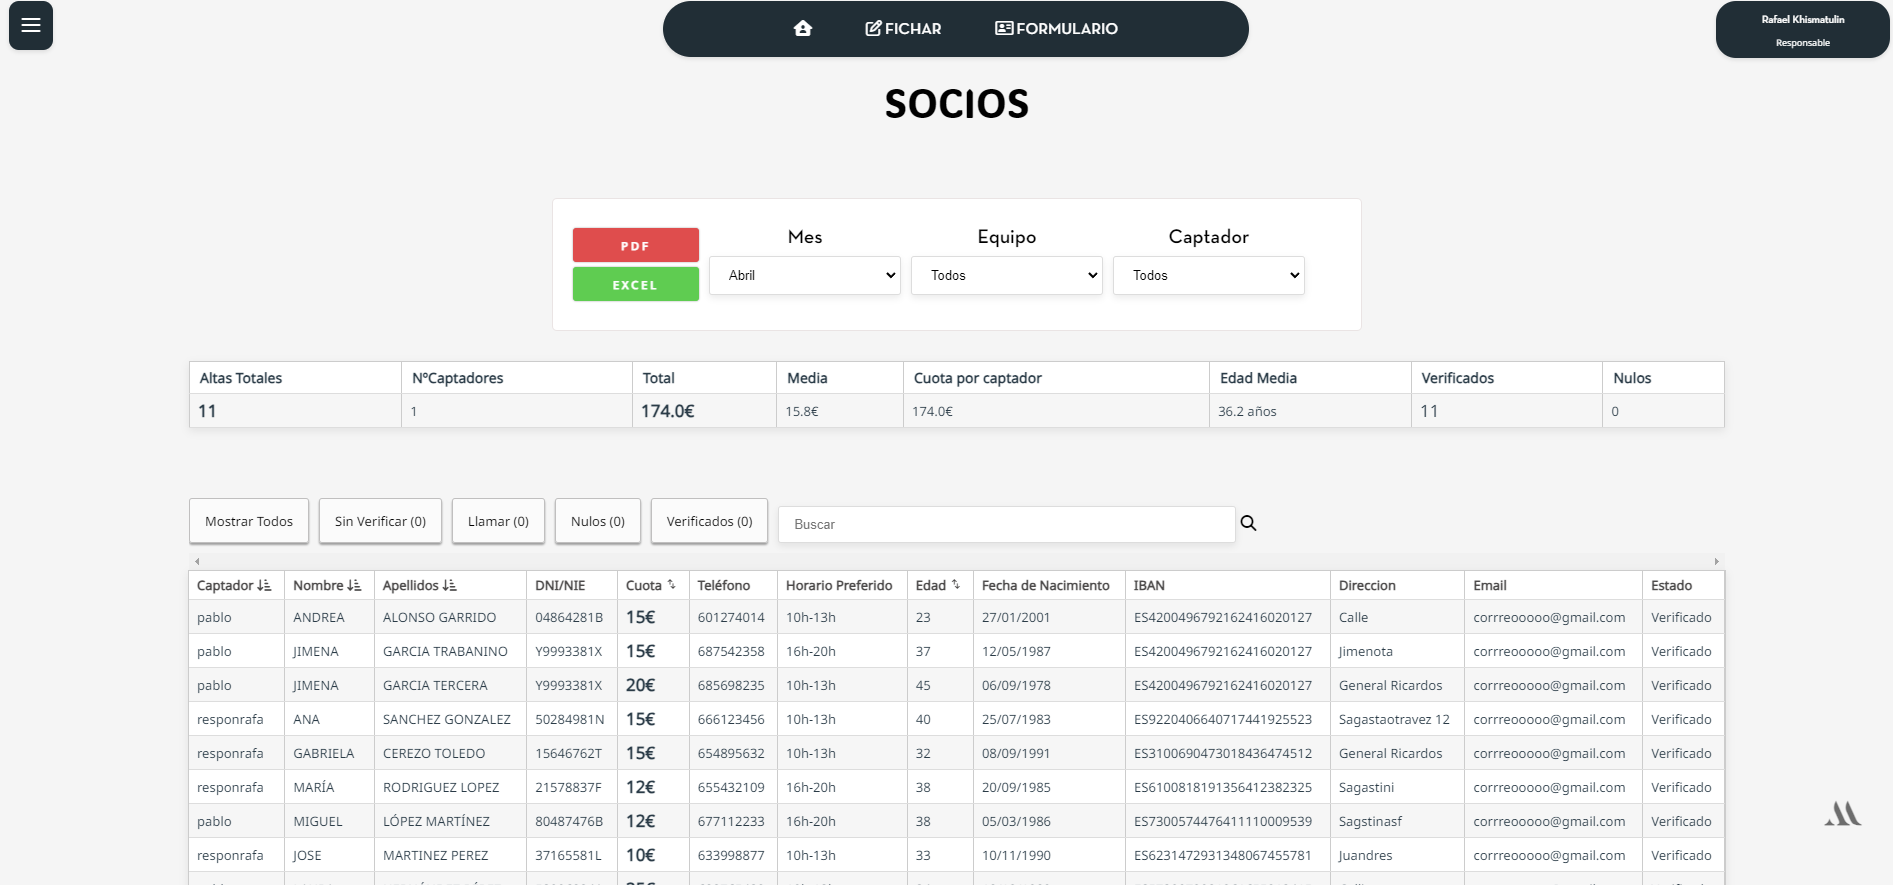 FICHAR FORMULARIO
Rafael Khismatulin
Responsable
SOCIOS
PDF
EXCEL
Mes Equipo Captador
Abril Todos Todos
Altas Totales NºCaptadores Total Media Cuota por captador Edad Media Verificados Nulos
11 1 174.0€ 15.8€ 174.0€ 36.2 años 11 0
Mostrar Todos Sin Verificar (0) Llamar (0) Nulos (0) Verificados (0) Buscar
Captador Nombre Apellidos DNI/NIE Cuota Teléfono Horario Preferido Edad Fecha de Nacimiento IBAN Direccion Email Estado
pablo ANDREA ALONSO GARRIDO 04864281B 15€ 601274014 10h-13h 23 27/01/2001 ES4200496792162416020127 Calle corrreooooo@gmail.com Verificado
pablo JIMENA GARCIA TRABANINO Y9993381X 15€ 687542358 16h-20h 37 12/05/1987 ES4200496792162416020127 Jimenota corrreooooo@gmail.com Verificado
pablo JIMENA GARCIA TERCERA Y9993381X 20€ 685698235 10h-13h 45 06/09/1978 ES4200496792162416020127 General Ricardos corrreooooo@gmail.com Verificado
responrafa ANA SANCHEZ GONZALEZ 50284981N 15€ 666123456 10h-13h 40 25/07/1983 ES9220406640717441925523 Sagastaotravez 12 corrreooooo@gmail.com Verificado
responrafa GABRIELA CEREZO TOLEDO 15646762T 15€ 654895632 10h-13h 32 08/09/1991 ES3100690473018436474512 General Ricardos corrreooooo@gmail.com Verificado
responrafa MARÍA RODRIGUEZ LOPEZ 21578837F 12€ 655432109 16h-20h 38 20/09/1985 ES6100818191356412382325 Sagastini corrreooooo@gmail.com Verificado
pablo MIGUEL LÓPEZ MARTÍNEZ 80487476B 12€ 677112233 16h-20h 38 05/03/1986 ES7300574476411110009539 Sagstinasf corrreooooo@gmail.com Verificado
responrafa JOSE MARTINEZ PEREZ 37165581L 10€ 633998877 10h-13h 33 10/11/1990 ES6231472931348067455781 Juandres corrreooooo@gmail.com Verificado